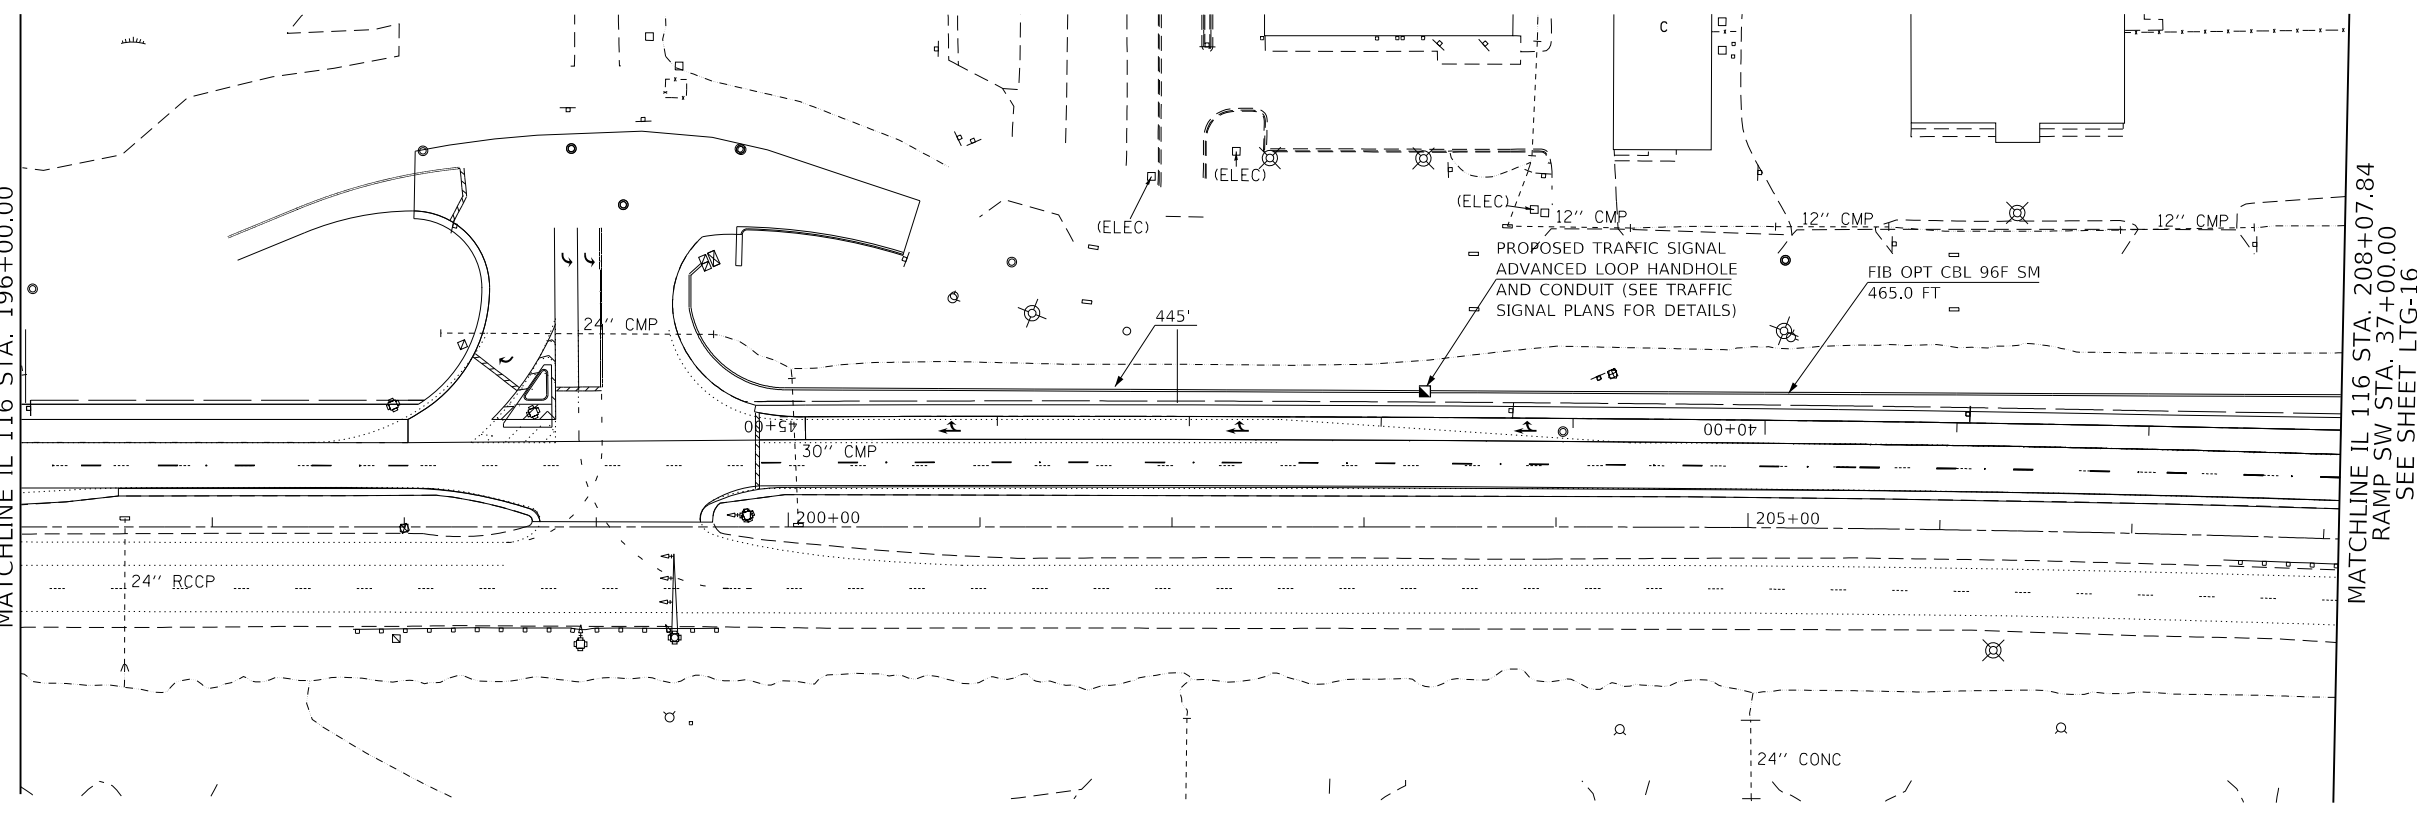 C
(ELEC)
(ELEC)
(ELEC)
12'' CMP
12'' CMP
12'' CMP
PROPOSED TRAFFIC SIGNAL
ADVANCED LOOP HANDHOLE
AND CONDUIT (SEE TRAFFIC
SIGNAL PLANS FOR DETAILS)
FIB OPT CBL 96F SM
465.0 FT
24'' CMP
445'
45+00
40+00
30'' CMP
200+00
205+00
24'' RCCP
24'' CONC
MATCHLINE IL 116 STA. 196+00.00
MATCHLINE IL 116 STA. 208+07.84
RAMP SW STA. 37+00.00
SEE SHEET LTG-16